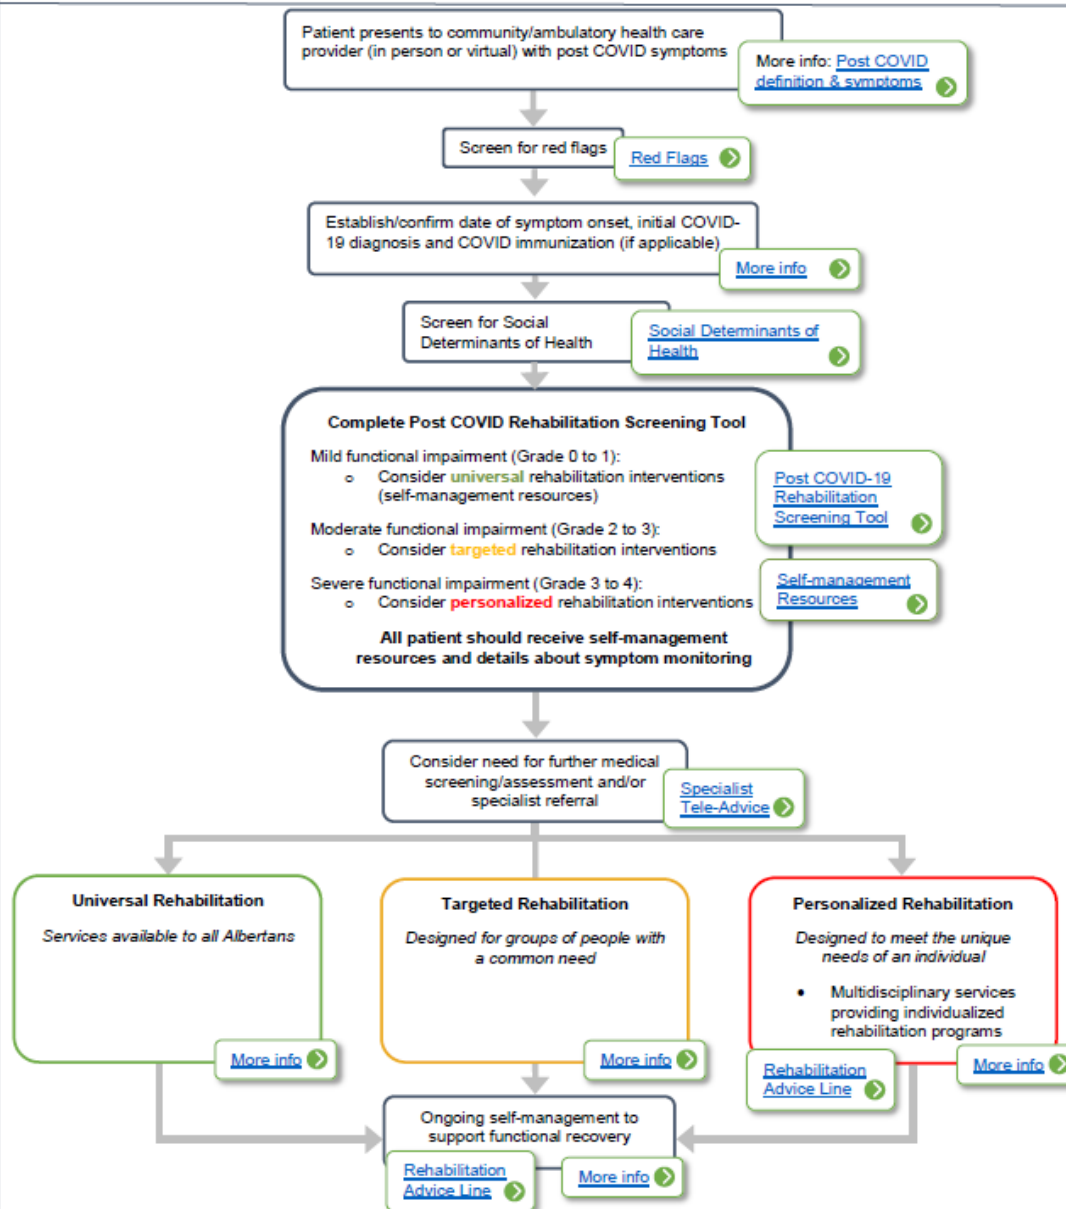 Patient presents to community/ambulatory health care
provider (in person or virtual) with post COVID symptoms
More info: Post COVID
definition & symptoms
Screen for red flags
Red Flags
Establish/confirm date of symptom onset, initial COVID-
19 diagnosis and COVID immunization (if applicable)
More info
Screen for Social
Determinants of Health
Social Determinants of
Health
Complete Post COVID Rehabilitation Screening Tool
Mild functional impairment (Grade 0 to 1):
o Consider universal rehabilitation interventions
(self-management resources)
Moderate functional impairment (Grade 2 to 3):
o Consider targeted rehabilitation interventions
Severe functional impairment (Grade 3 to 4):
o Consider personalized rehabilitation interventions
All patient should receive self-management
resources and details about symptom monitoring
Post COVID-19
Rehabilitation
Screening Tool
Self-management
Resources
Consider need for further medical
screening/assessment and/or
specialist referral
Specialist
Tele-Advice
Universal Rehabilitation
Services available to all Albertans
More info
Targeted Rehabilitation
Designed for groups of people with
a common need
More info
Personalized Rehabilitation
Designed to meet the unique
needs of an individual
• Multidisciplinary services
providing individualized
rehabilitation programs
Rehabilitation
Advice Line
More info
Ongoing self-management to
support functional recovery
Rehabilitation
Advice Line
More info